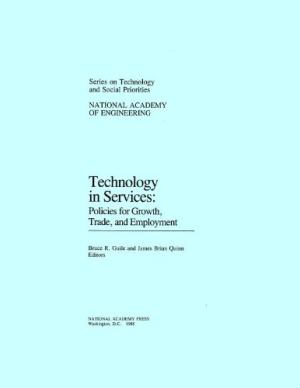 Series on Technology
and Social Priorities
NATIONAL ACADEMY
OF ENGINEERING
Technology
in Services:
Policies for Growth,
Trade, and Employment
Bruce R. Guile and James Brian Quinn
Editors
NATIONAL ACADEMY PRESS
Washington, D.C. 1988